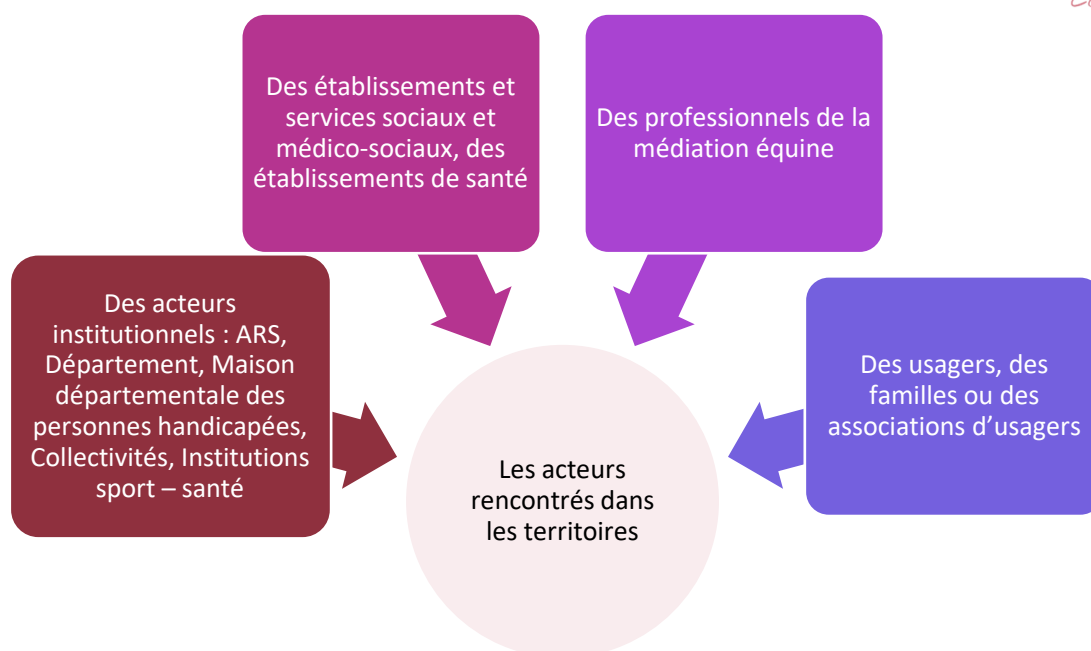 Des établissements et
services sociaux et
médico-sociaux, des
établissements de santé
Des professionnels de la
médiation équine
Des acteurs
institutionnels : ARS,
Département, Maison
départementale des
personnes handicapées,
Collectivités, Institutions
sport – santé
Des usagers, des
familles ou des
associations d’usagers
Les acteurs
rencontrés dans
les territoires